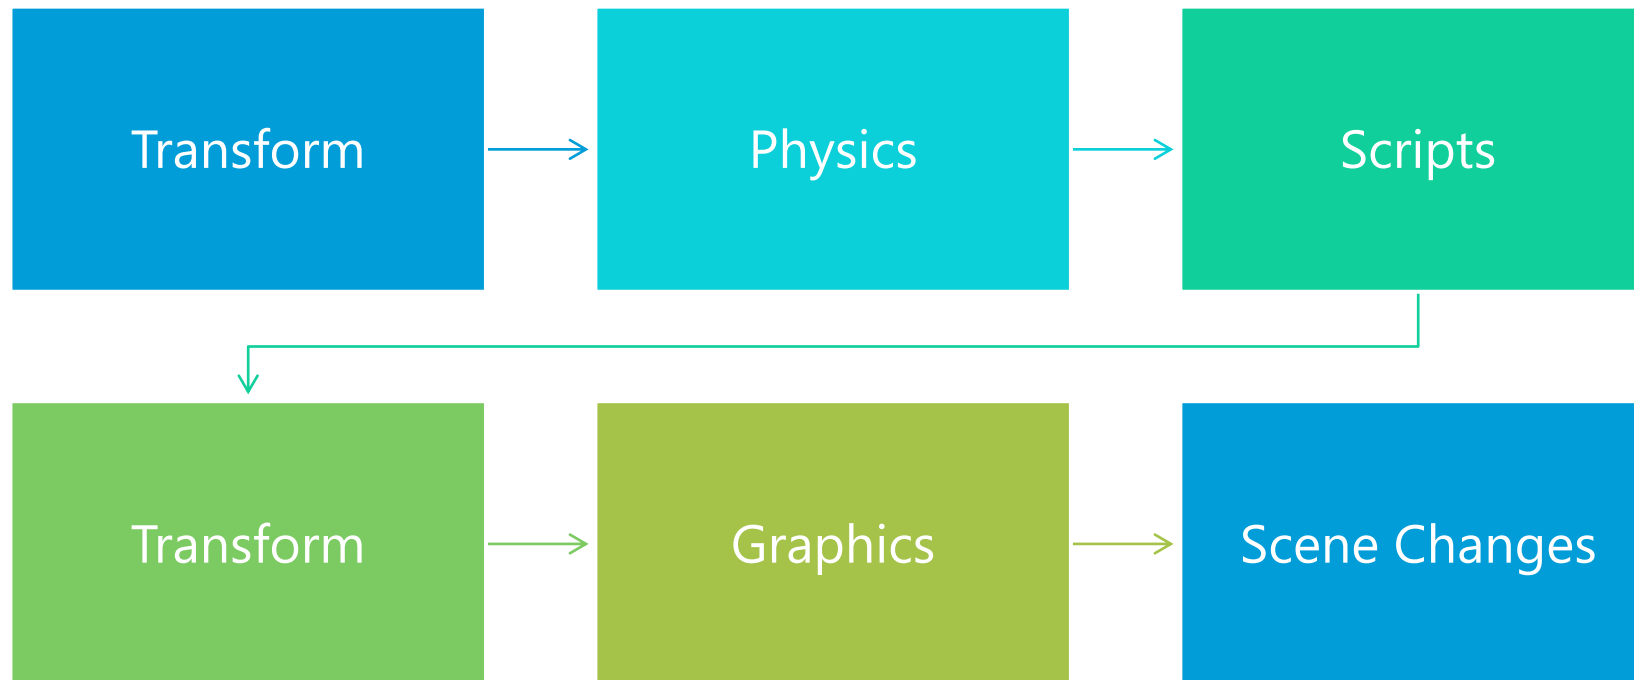 Transform
Physics
Scripts
Transform
Graphics
Scene Changes